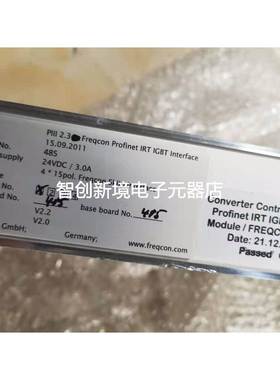 PIII 2.3 Freqcon Profinet IRT IGBT Interface
No. 15.09.2011
supply 485
24VDC / 3.0A
4 * 15pol.
智创新境电子元器店
No. base board No. 485
V2.2
V2.0
GmbH; Germany; www.freqcon.com
Converter Contr
Profinet IRT IG
Module / FREQC
Date: 21.12.
Passed